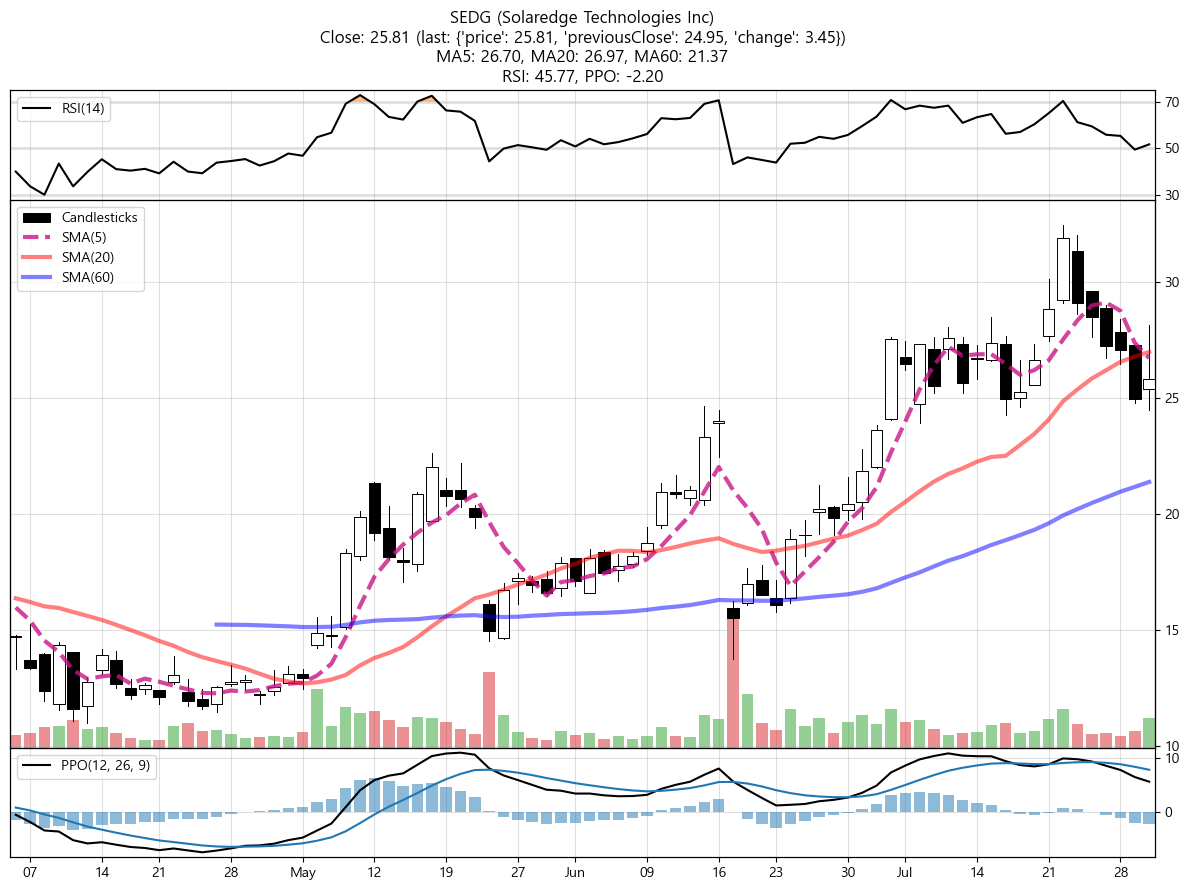 SEDG (Solaredge Technologies Inc)
Close: 25.81 (last: {'price': 25.81, 'previousClose': 24.95, 'change': 3.45})
MA5: 26.70, MA20: 26.97, MA60: 21.37
RSI: 45.77, PPO: -2.20
RSI(14)
70
50
30
Candlesticks
SMA(5)
SMA(20)
SMA(60)
30
25
20
15
10
PPO(12, 26, 9)
10
0
07 14 21 28 May 12 19 27 Jun 09 16 23 30 Jul 14 21 28